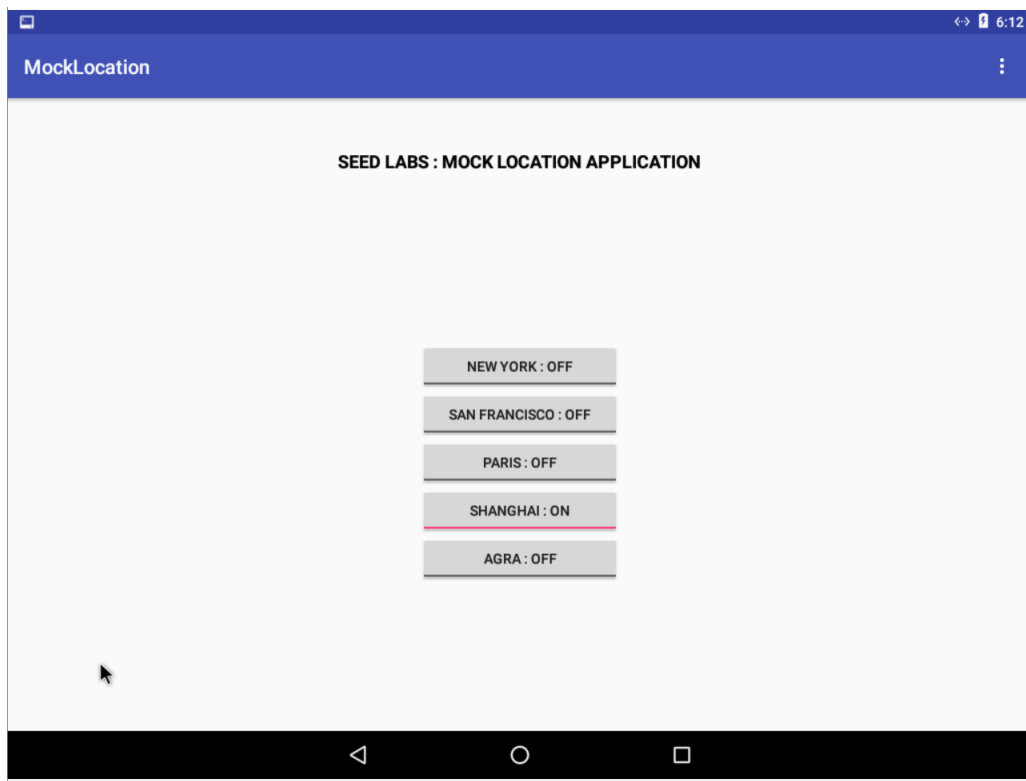 6:12
MockLocation
SEED LABS : MOCK LOCATION APPLICATION
NEW YORK : OFF
SAN FRANCISCO : OFF
PARIS : OFF
SHANGHAI : ON
AGRA : OFF